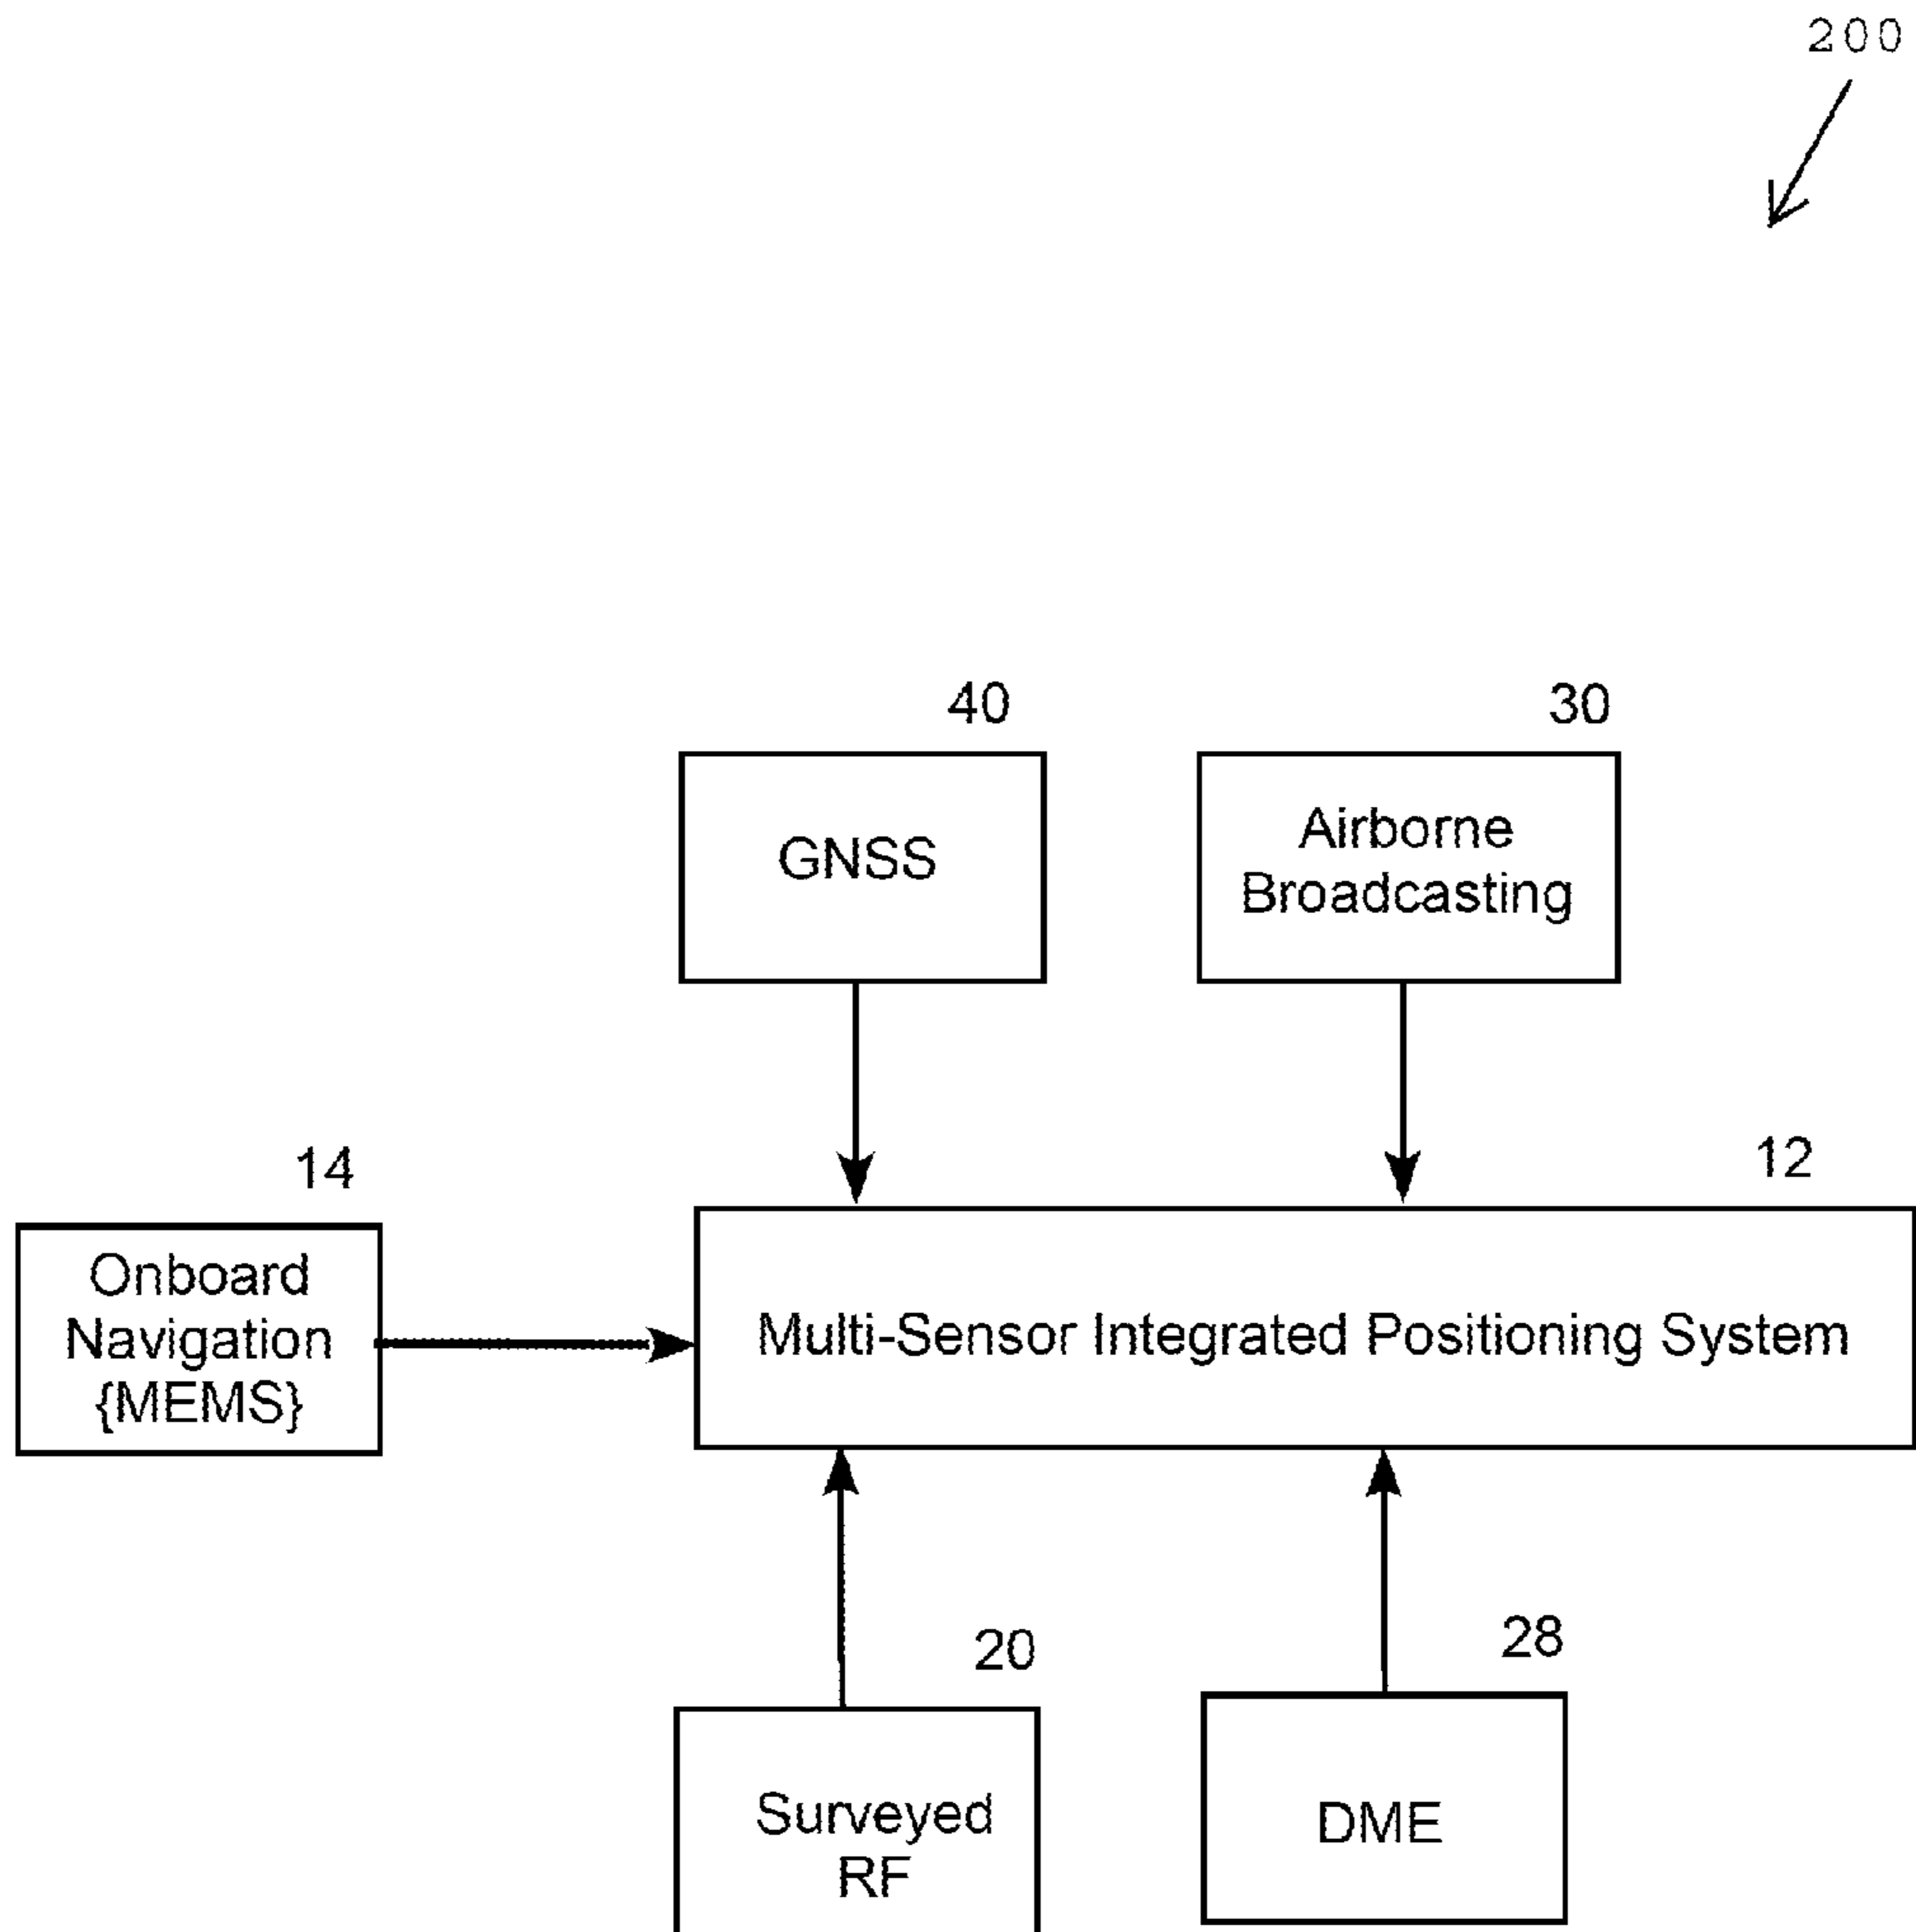 200
40
30
GNSS
Airborne
Broadcasting
14
12
Onboard
Navigation
{MEMS}
Multi-Sensor Integrated Positioning System
20
28
Surveyed
RF
DME